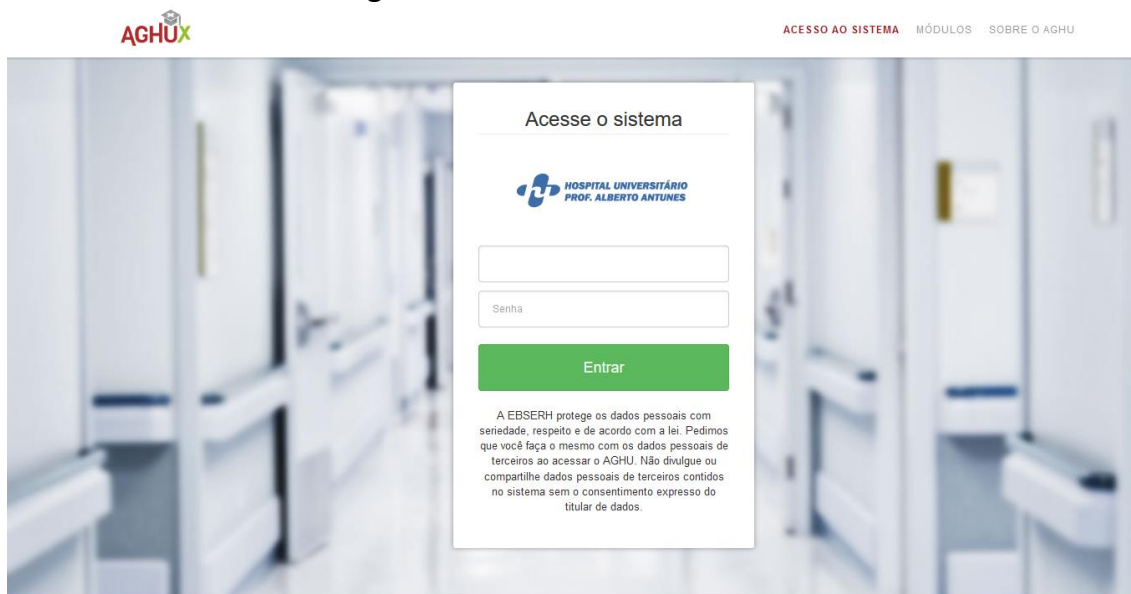 AGHUX
ACESSO AO SISTEMA MÓDULOS SOBRE O AGHU
Acesse o sistema
HOSPITAL UNIVERSITÁRIO
PROF. ALBERTO ANTUNES
Senha
Entrar
A EBSERH protege os dados pessoais com
seriedade, respeito e de acordo com a lei. Pedimos
que você faça o mesmo com os dados pessoais de
terceiros ao acessar o AGHU. Não divulgue ou
compartilhe dados pessoais de terceiros contidos
no sistema sem o consentimento expresso do
titular de dados.